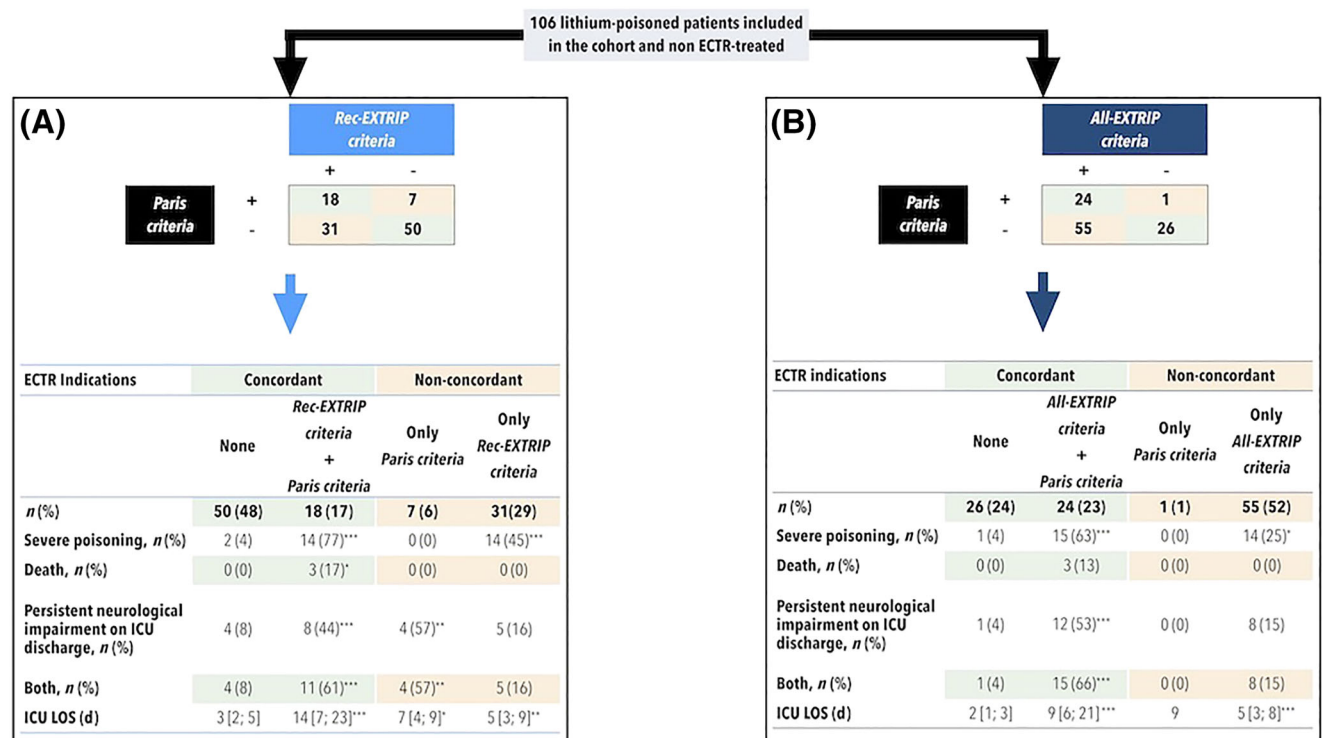 106 lithium-poisoned patients included
in the cohort and non ECTR-treated
(A)
Rec-EXTRIP
criteria
+ -
Paris
criteria
+ 18 7
- 31 50
ECTR Indications Concordant Non-concordant
None
Rec-EXTRIP
criteria
+
Paris criteria
Only
Paris criteria
Only
Rec-EXTRIP
criteria
n (%) 50 (48) 18 (17) 7 (6) 31(29)
Severe poisoning, n (%) 2 (4) 14 (77)*** 0 (0) 14 (45)***
Death, n (%) 0 (0) 3 (17)* 0 (0) 0 (0)
Persistent neurological
impairment on ICU
discharge, n (%)
4 (8) 8 (44)*** 4 (57)** 5 (16)
Both, n (%) 4 (8) 11 (61)*** 4 (57)** 5 (16)
ICU LOS (d) 3 [2; 5] 14 [7; 23]*** 7 [4; 9]* 5 [3; 9]**
(B)
All-EXTRIP
criteria
+ -
Paris
criteria
+ 24 1
- 55 26
ECTR indications Concordant Non-concordant
None
All-EXTRIP
criteria
+
Paris criteria
Only
Paris criteria
Only
All-EXTRIP
criteria
n (%) 26 (24) 24 (23) 1 (1) 55 (52)
Severe poisoning, n (%) 1 (4) 15 (63)*** 0 (0) 14 (25)*
Death, n (%) 0 (0) 3 (13) 0 (0) 0 (0)
Persistent neurological
impairment on ICU
discharge, n (%)
1 (4) 12 (53)*** 0 (0) 8 (15)
Both, n (%) 1 (4) 15 (66)*** 0 (0) 8 (15)
ICU LOS (d) 2 [1; 3] 9 [6; 21]*** 9 5 [3; 8]***